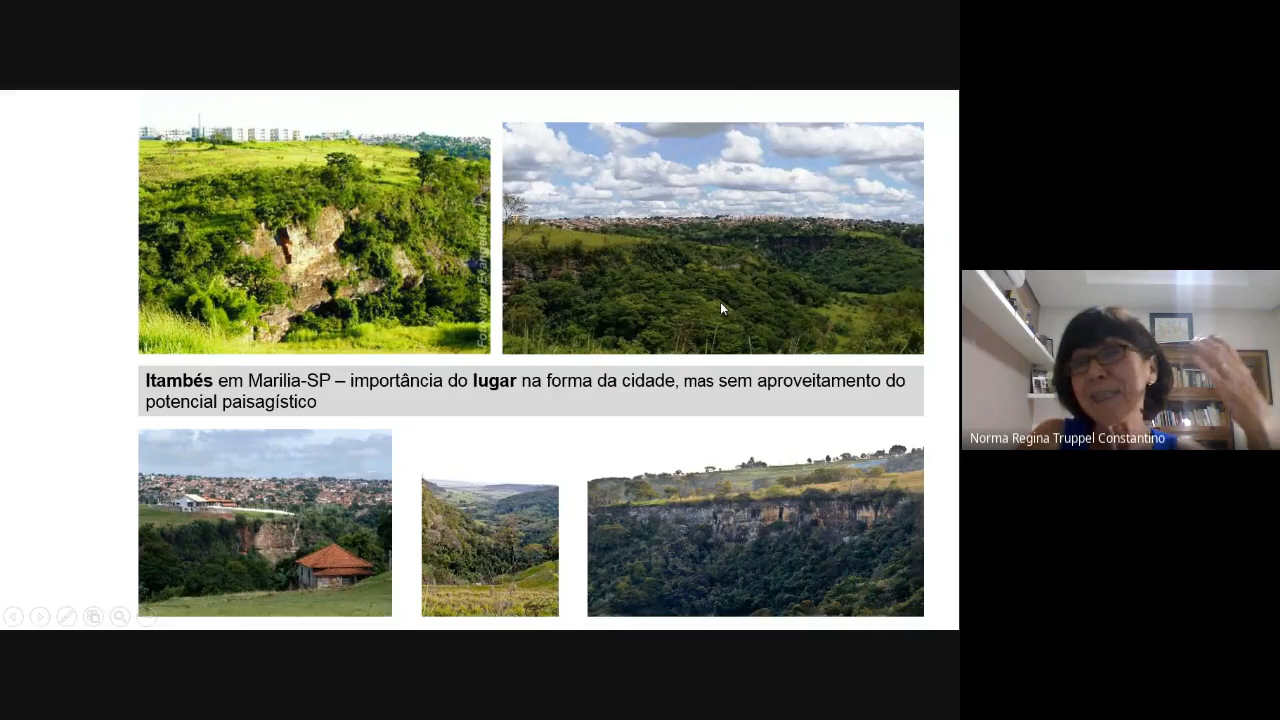 Itambés em Marilia-SP – importância do lugar na forma da cidade, mas sem aproveitamento do
potencial paisagístico
Norma Regina Truppel Constantino